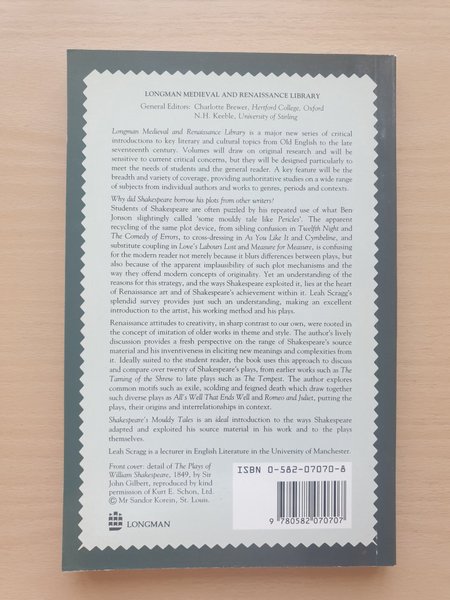 LONGMAN MEDIEVAL AND RENAISSANCE LIBRARY
General Editors: Charlotte Brewer, Hertford College, Oxford
N.H. Keeble, University of Stirling
Longman Medieval and Renaissance Library is a major new series of critical
introductions to key literary and cultural topics from Old English to the late
seventeenth century. Volumes will draw on original research and will be
sensitive to current critical concerns, but they will be designed particularly to
meet the needs of students and the general reader. A key feature will be the
breadth and variety of coverage, providing authoritative studies on a wide range
of subjects from individual authors and works to genres, periods and contexts.
Why did Shakespeare borrow his plots from other writers?
Students of Shakespeare are often puzzled by his repeated use of what Ben
Jonson slightingly called 'some mouldy tale like Pericles'. The apparent
recycling of the same plot device, from sibling confusion in Twelfth Night and
The Comedy of Errors, to cross-dressing in As You Like It and Cymbeline, and
substitute coupling in Love's Labours Lost and Measure for Measure, is confusing
for the modern reader not merely because it blurs differences between plays, but
also because of the apparent implausibility of such plot mechanisms and the
way they offend modern concepts of originality. Yet an understanding of the
reasons for this strategy, and the ways Shakespeare exploited it, lies at the heart
of Renaissance art and of Shakespeare's achievement within it. Leah Scragg's
splendid survey provides just such an understanding, making an excellent
introduction to the artist, his working method and his plays.
Renaissance attitudes to creativity, in sharp contrast to our own, were rooted in
the concept of imitation of older works in theme and style. The author's lively
discussion provides a fresh perspective on the range of Shakespeare's source
material and his inventiveness in eliciting new meanings and complexities from
it. Ideally suited to the student reader, the book uses this approach to discuss
and compare over twenty of Shakespeare's plays, from earlier works such as The
Taming of the Shrew to late plays such as The Tempest. The author explores
common motifs such as exile, scolding and feigned death which draw together
such diverse plays as All's Well That Ends Well and Romeo and Juliet, putting the
plays, their origins and interrelationships in context.
Shakespeare's Mouldy Tales is an ideal introduction to the ways Shakespeare
adapted and exploited his source material in his work and to the plays
themselves.
Leah Scragg is a lecturer in English Literature in the University of Manchester.
Front cover: detail of The Plays of
William Shakespeare, 1849, by Sir
John Gilbert, reproduced by kind
permission of Kurt E. Schon, Ltd.
© Mr Sandor Korein, St. Louis.
LONGMAN
ISBN 0-582-07070-8
9 780582 070707